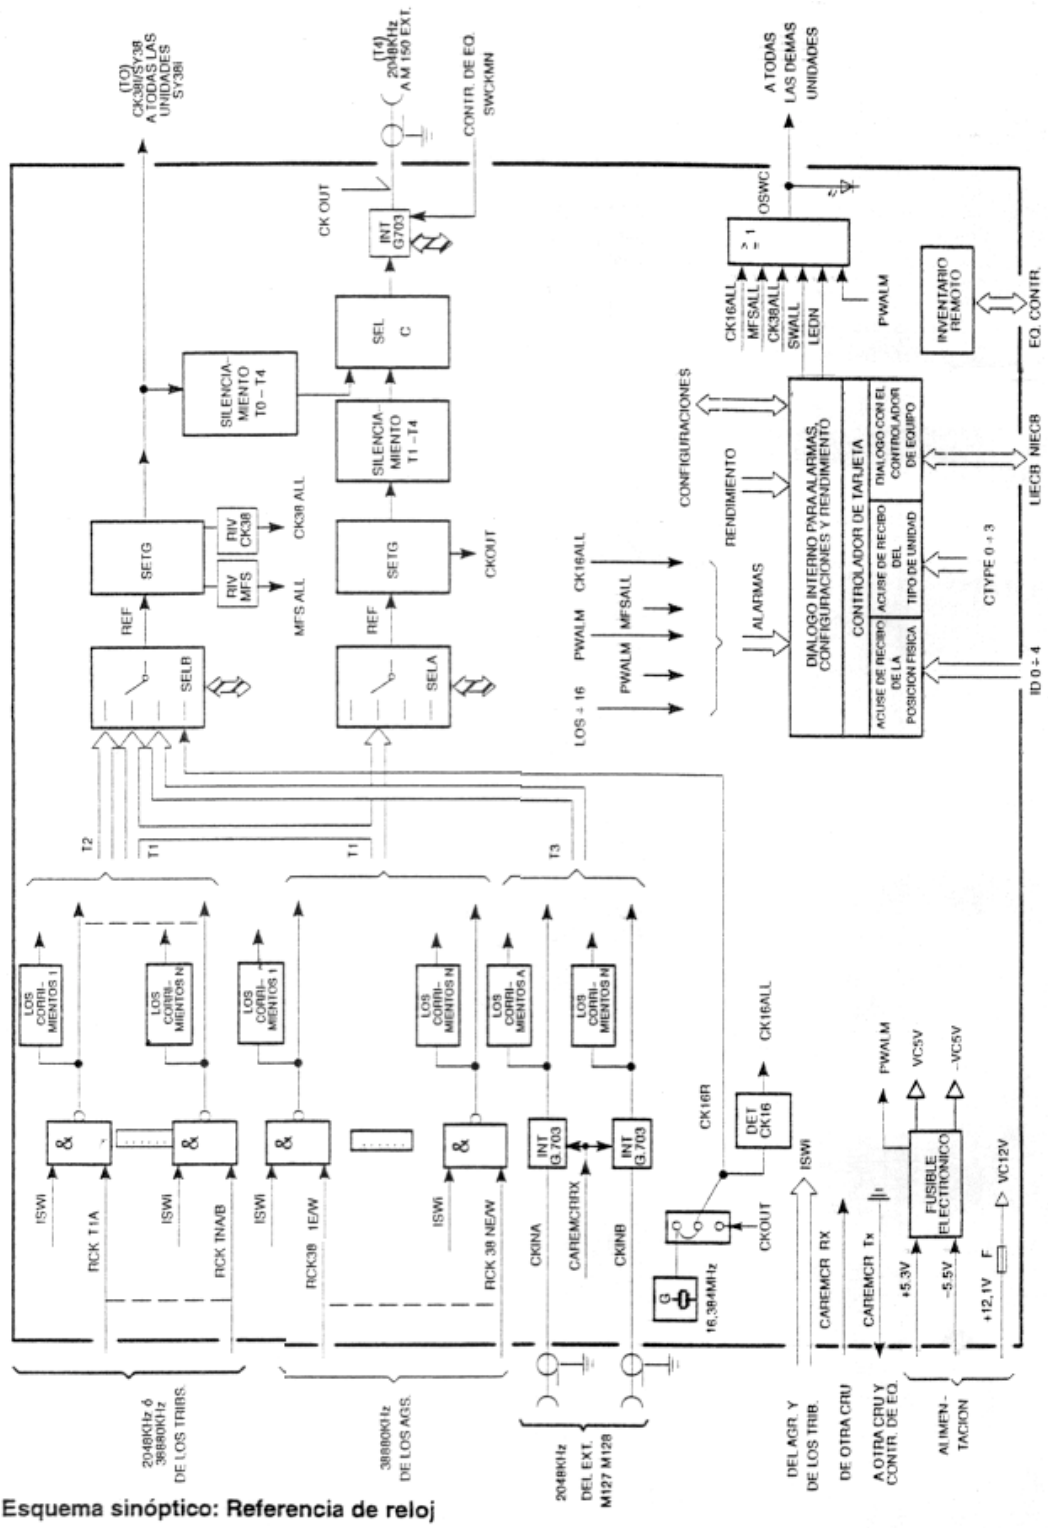 (TO)
CK38I/SY38
A TODAS LAS
UNIDADES
SY38I
(T4)
2048KHz
A M 150 EXT.
CONTR. DE EQ.
SWCKMN
A TODAS
LAS DEMAS
UNIDADES
CK OUT
INT
G703
SILENCIA-
MIENTO
T0 - T4
SEL
C
SILENCIA-
MIENTO
T1 - T4
SETG
RIV
CK38
RIV
MFS
CK38 ALL
MFS ALL
SETG
CKOUT
REF
REF
SELB
SELA
OSWC
≥ 1
CK16ALL
MFSALL
CK38ALL
SWALL
LEDN
PWALM
INVENTARIO
REMOTO
EQ. CONTR.
CONFIGURACIONES
RENDIMIENTO
ALARMAS
CK16ALL
MFSALL
PWALM
PWALM
LOS ÷ 16
DIALOGO INTERNO PARA ALARMAS,
CONFIGURACIONES Y RENDIMIENTO
CONTROLADOR DE TARJETA
ACUSE DE RECIBO
DE LA
POSICION FISICA
ACUSE DE RECIBO
DEL
TIPO DE UNIDAD
DIALOGO CON EL
CONTROLADOR
DE EQUIPO
LIECB NIECB
CTYPE 0 ÷ 3
ID 0 ÷ 4
T2
T1
T1
T3
LOS
CORRI-
MIENTOS 1
LOS
CORRI-
MIENTOS N
LOS
CORRI-
MIENTOS 1
LOS
CORRI-
MIENTOS N
LOS
CORRI-
MIENTOS A
LOS
CORRI-
MIENTOS N
&
&
&
&
INT
G.703
INT
G.703
ISWi
RCK T1A
ISWi
RCK TNA/B
ISWi
RCK38 1E/W
ISWi
RCK 38 NE/W
CKINA
CAREMCRRX
CKINB
CK16R
CK16ALL
DET
CK16
CKOUT
G
16,384MHz
ISWi
CAREMCR RX
CAREMCR Tx
PWALM
VC5V
-VC5V
FUSIBLE
ELECTRONICO
+5.3V
-5.5V
+12,1V
F
VC12V
2048KHz ó
38880KHz
DE LOS TRIBS.
38880KHz
DE LOS AGS.
2048KHz
DEL EXT.
M127 M128
DEL AGR. Y
DE LOS TRIB.
DE OTRA CRU
A OTRA CRU Y
CONTR. DE EQ.
ALIMEN-
TACION
Esquema sinóptico: Referencia de reloj